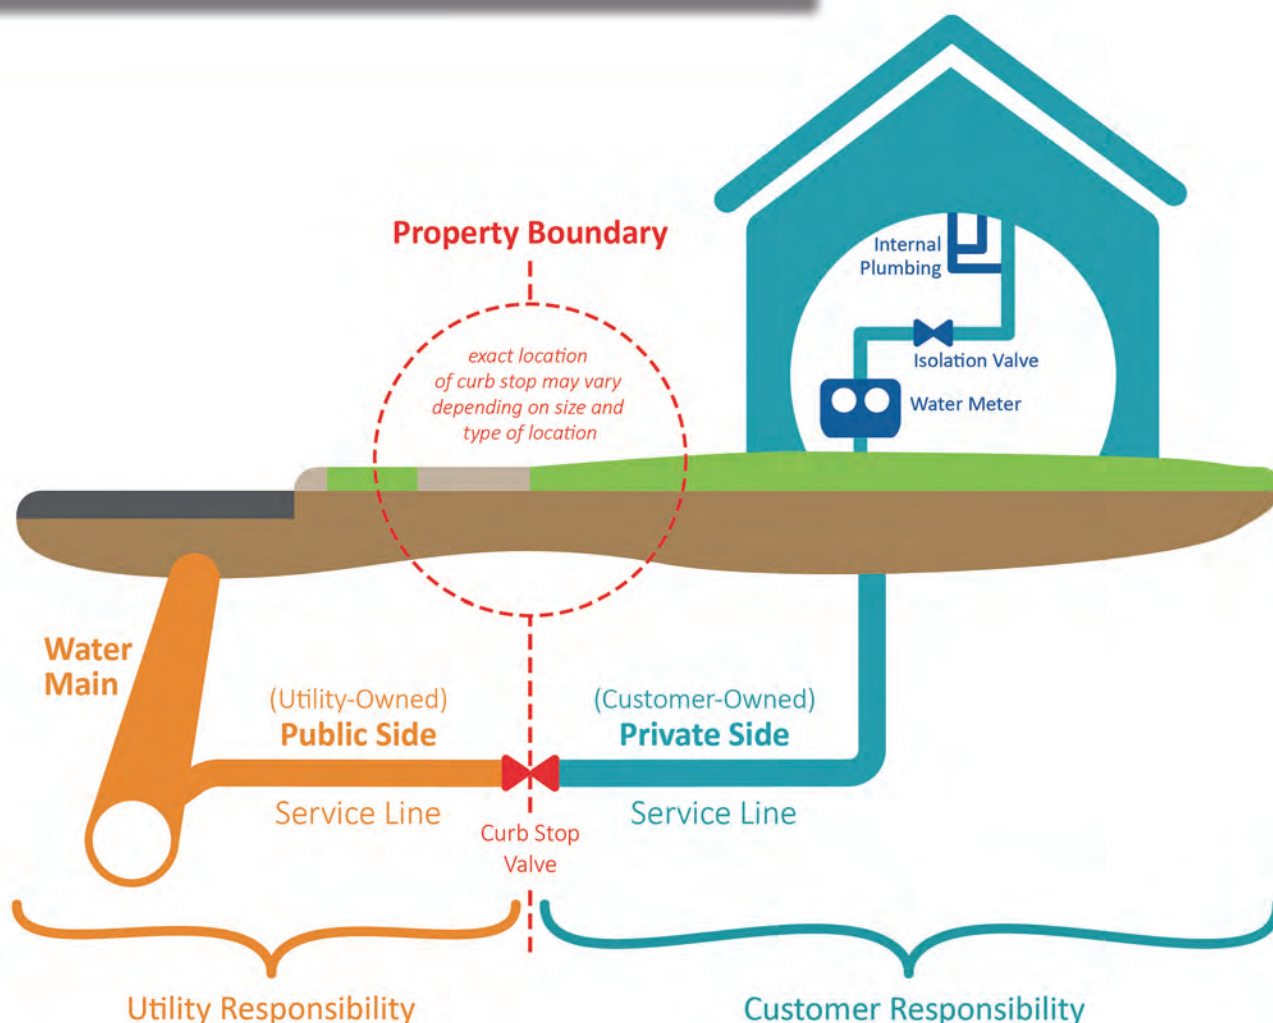 Property Boundary
exact location
of curb stop may vary
depending on size and
type of location
Internal
Plumbing
Isolation Valve
Water Meter
Water
Main
(Utility-Owned)
Public Side
Service Line
(Customer-Owned)
Private Side
Service Line
Curb Stop
Valve
Utility Responsibility
Customer Responsibility